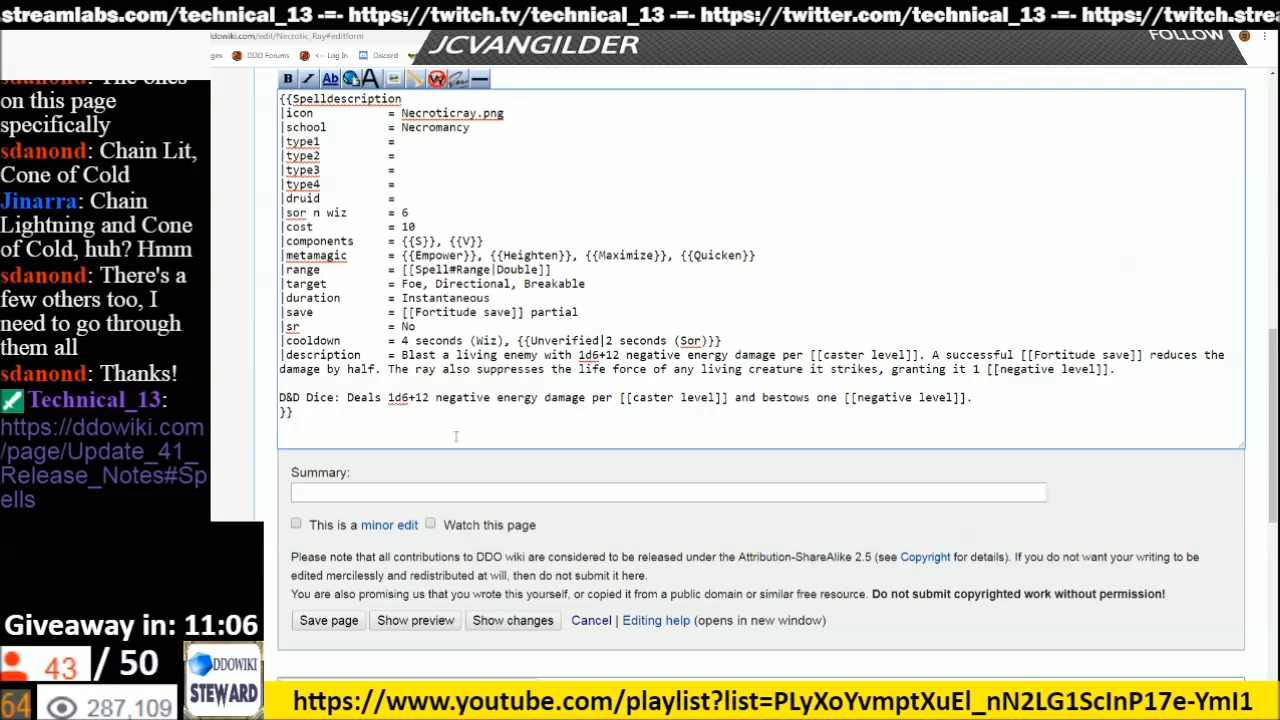 streamlabs.com/technical_13 -=- https://twitch.tv/technical_13 -=- https://twitter.com/technical_13 -=- https://twitch.stre
dowiki.com/edit/Necrotic_Ray#editform
JCVANGILDER
FOLLOW
ges DDO Forums <-- Log In Discord
sdanond: The ones
on this page
specifically
sdanond: Chain Lit,
Cone of Cold
Jinarra: Chain
Lightning and Cone
of Cold, huh? Hmm
sdanond: There's a
few others too, I
need to go through
them all
sdanond: Thanks!
Technical_13:
https://ddowiki.com
/page/Update_41_
Release_Notes#Sp
ells
B I Ab A W
{{Spelldescription
|icon = Necroticray.png
|school = Necromancy
|type1 =
|type2 =
|type3 =
|type4 =
|druid =
|sor n wiz = 6
|cost = 10
|components = {{S}}, {{V}}
|metamagic = {{Empower}}, {{Heighten}}, {{Maximize}}, {{Quicken}}
|range = [[Spell#Range|Double]]
|target = Foe, Directional, Breakable
|duration = Instantaneous
|save = [[Fortitude save]] partial
|sr = No
|cooldown = 4 seconds (Wiz), {{Unverified|2 seconds (Sor)}}
|description = Blast a living enemy with 1d6+12 negative energy damage per [[caster level]]. A successful [[Fortitude save]] reduces the
damage by half. The ray also suppresses the life force of any living creature it strikes, granting it 1 [[negative level]].
D&D Dice: Deals 1d6+12 negative energy damage per [[caster level]] and bestows one [[negative level]].
}}
Summary:
This is a minor edit Watch this page
Please note that all contributions to DDO wiki are considered to be released under the Attribution-ShareAlike 2.5 (see Copyright for details). If you do not want your writing to be
edited mercilessly and redistributed at will, then do not submit it here.
You are also promising us that you wrote this yourself, or copied it from a public domain or similar free resource. Do not submit copyrighted work without permission!
Save page Show preview Show changes Cancel | Editing help (opens in new window)
Giveaway in: 11:06
43 / 50
64 287,109
DDOWIKI
STEWARD
https://www.youtube.com/playlist?list=PLyXoYvmptXuEl_nN2LG1ScInP17e-YmI1